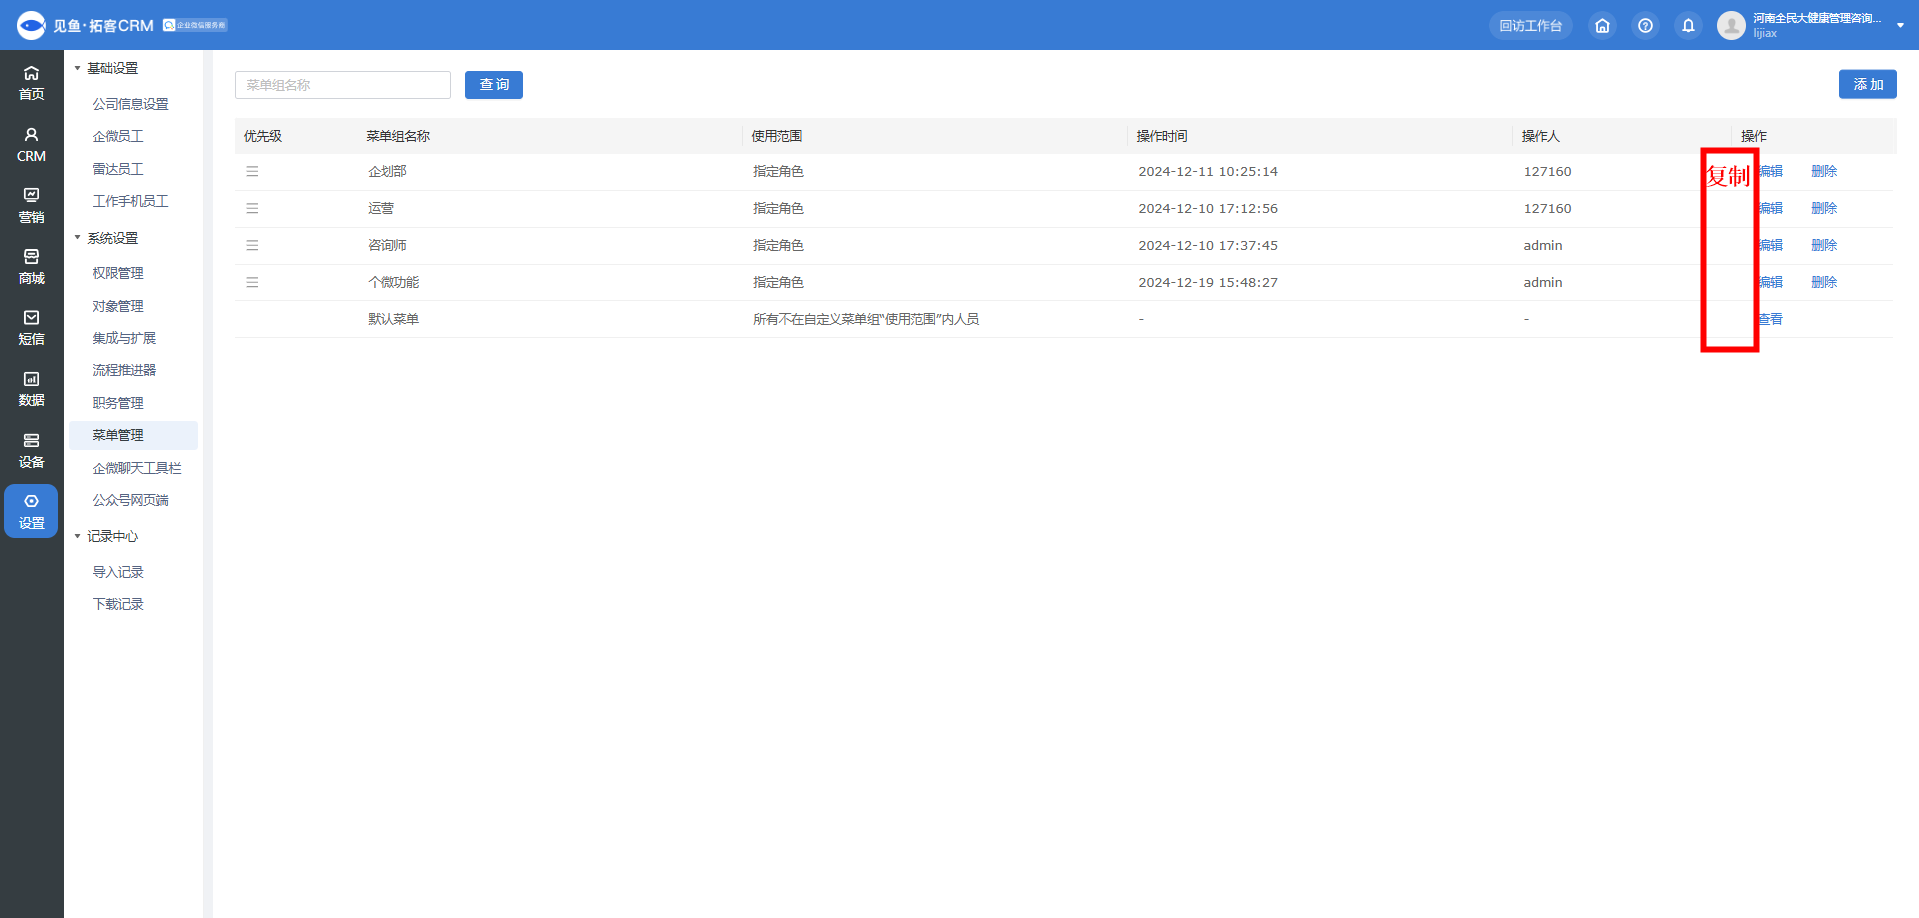 见鱼·拓客CRM 企业微信服务商 回访工作台 河南全民大健康管理咨询...
lijiax
首页
CRM
营销
商城
短信
数据
设备
设置
基础设置
公司信息设置
企微员工
雷达员工
工作手机员工
系统设置
权限管理
对象管理
集成与扩展
流程推进器
职务管理
菜单管理
企微聊天工具栏
公众号网页端
记录中心
导入记录
下载记录
菜单组名称 查 询 添 加
优先级 菜单组名称 使用范围 操作时间 操作人 操作
企划部 指定角色 2024-12-11 10:25:14 127160 复制 编辑 删除
运营 指定角色 2024-12-10 17:12:56 127160 编辑 删除
咨询师 指定角色 2024-12-10 17:37:45 admin 编辑 删除
个微功能 指定角色 2024-12-19 15:48:27 admin 编辑 删除
默认菜单 所有不在自定义菜单组“使用范围”内人员 - - 查看